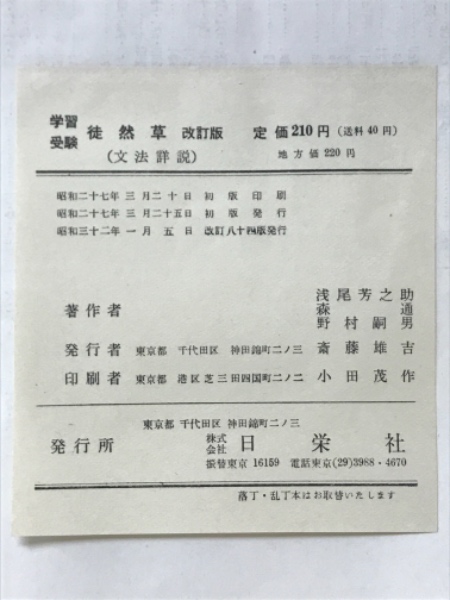 学習
受験 徒然草 改訂版 定価210円(送料40円)
(文法詳説) 地方価220円
昭和二十七年三月二十日 初版印刷
昭和二十七年三月二十五日 初版発行
昭和三十二年一月五日 改訂八十四版発行
著作者 浅尾芳之助
森通
野村嗣男
発行者 東京都 千代田区 神田錦町二ノ三 斎藤雄吉
印刷者 東京都 港区芝三田四国町二ノ二 小田茂作
東京都 千代田区 神田錦町二ノ三
発行所 株式会社 日栄社
振替東京 16159 電話東京(29)3988・4670
落丁・乱丁本はお取替いたします